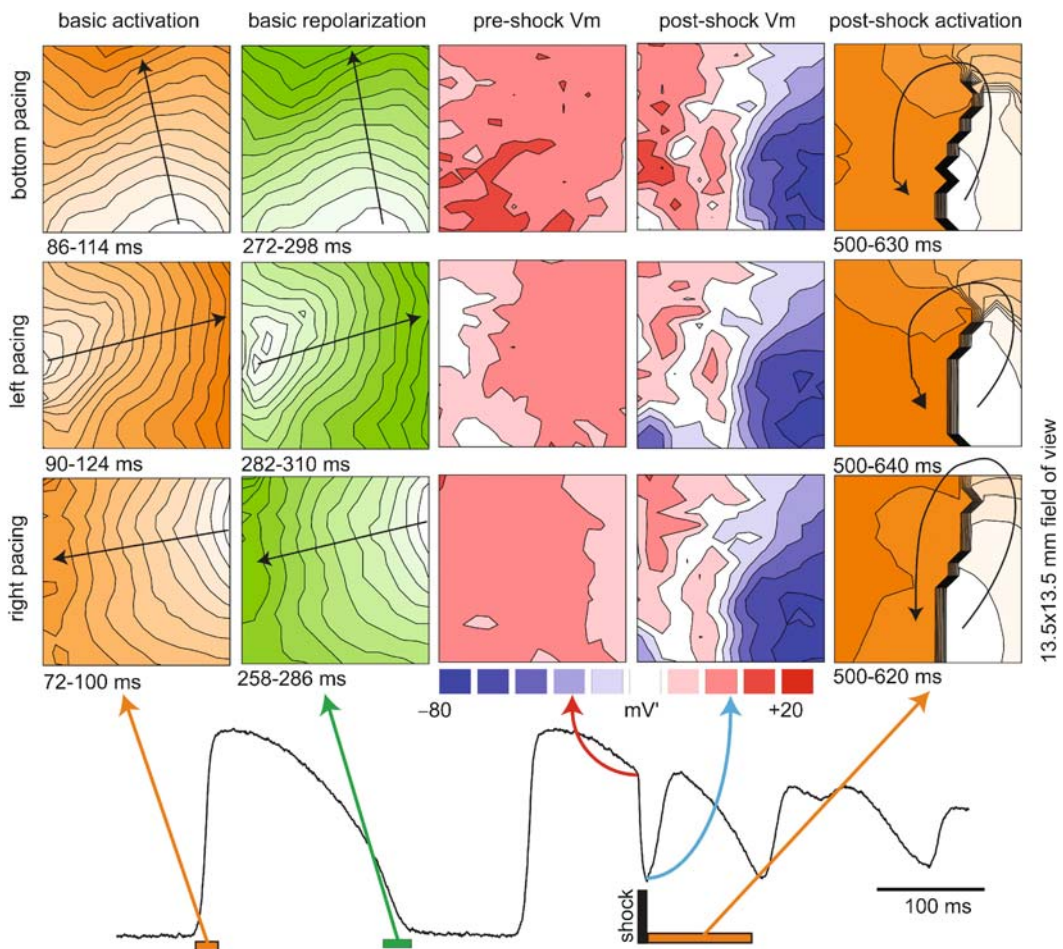 basic activation basic repolarization pre-shock Vm post-shock Vm post-shock activation
bottom pacing
86-114 ms 272-298 ms 500-630 ms
left pacing
90-124 ms 282-310 ms 500-640 ms
right pacing
72-100 ms 258-286 ms 500-620 ms
13.5x13.5 mm field of view
−80 mV' +20
shock
100 ms